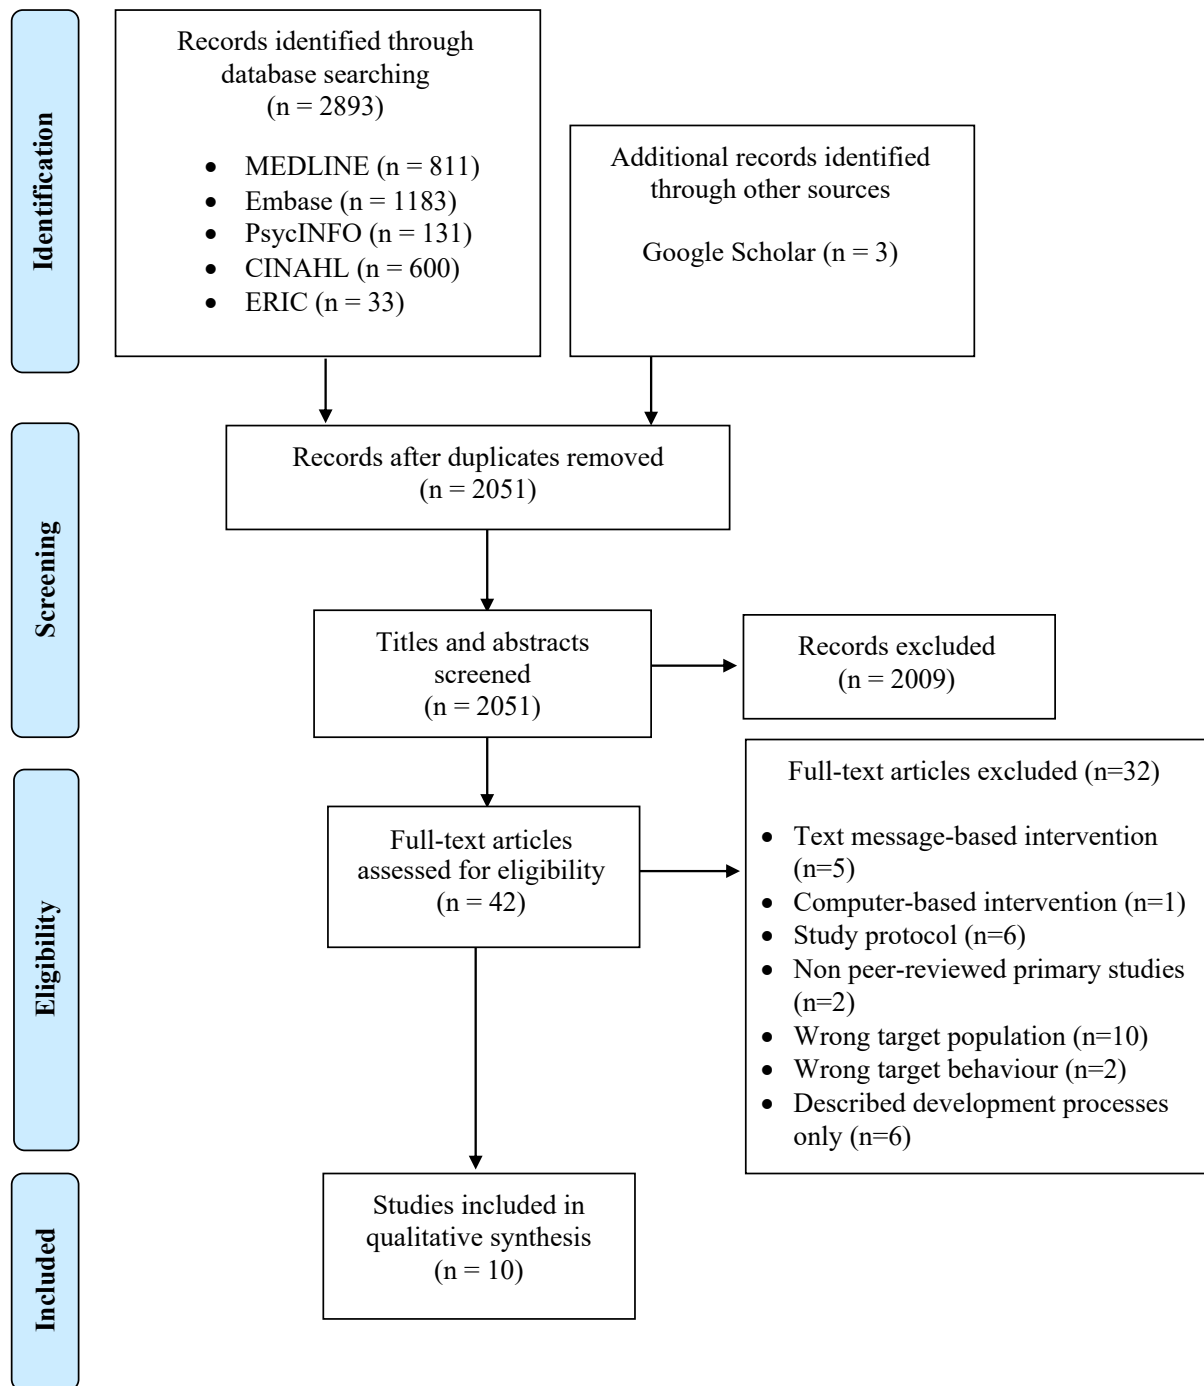 Identification
Records identified through
database searching
(n = 2893)
• MEDLINE (n = 811)
• Embase (n = 1183)
• PsycINFO (n = 131)
• CINAHL (n = 600)
• ERIC (n = 33)
Additional records identified
through other sources
Google Scholar (n = 3)
Screening
Records after duplicates removed
(n = 2051)
Titles and abstracts
screened
(n = 2051)
Records excluded
(n = 2009)
Eligibility
Full-text articles
assessed for eligibility
(n = 42)
Full-text articles excluded (n=32)
• Text message-based intervention
(n=5)
• Computer-based intervention (n=1)
• Study protocol (n=6)
• Non peer-reviewed primary studies
(n=2)
• Wrong target population (n=10)
• Wrong target behaviour (n=2)
• Described development processes
only (n=6)
Included
Studies included in
qualitative synthesis
(n = 10)